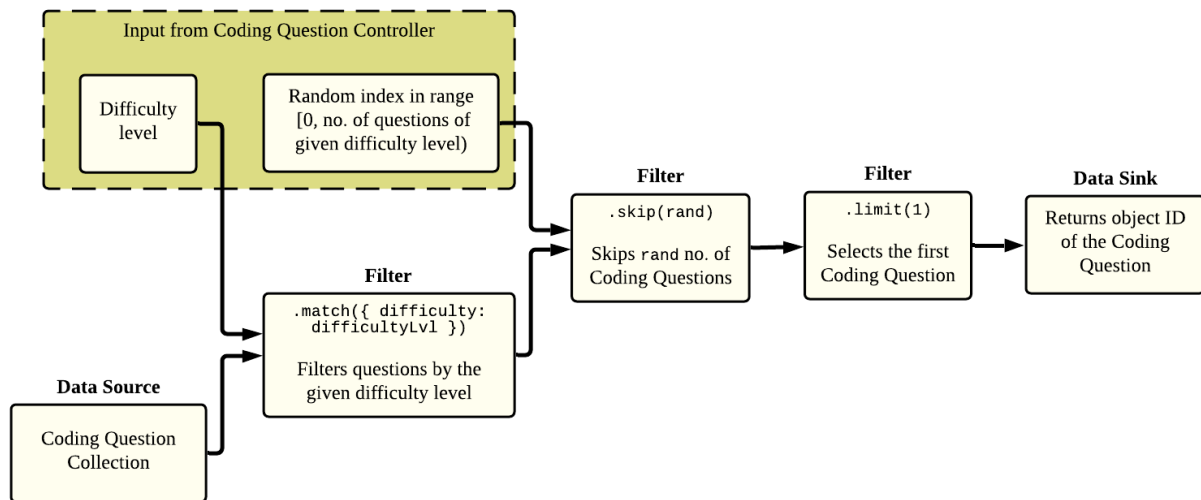 Input from Coding Question Controller
Difficulty
level
Random index in range
[0, no. of questions of
given difficulty level)
Filter
.skip(rand)
Skips rand no. of
Coding Questions
Filter
.limit(1)
Selects the first
Coding Question
Data Sink
Returns object ID
of the Coding
Question
Filter
.match({ difficulty:
difficultyLvl })
Filters questions by the
given difficulty level
Data Source
Coding Question
Collection